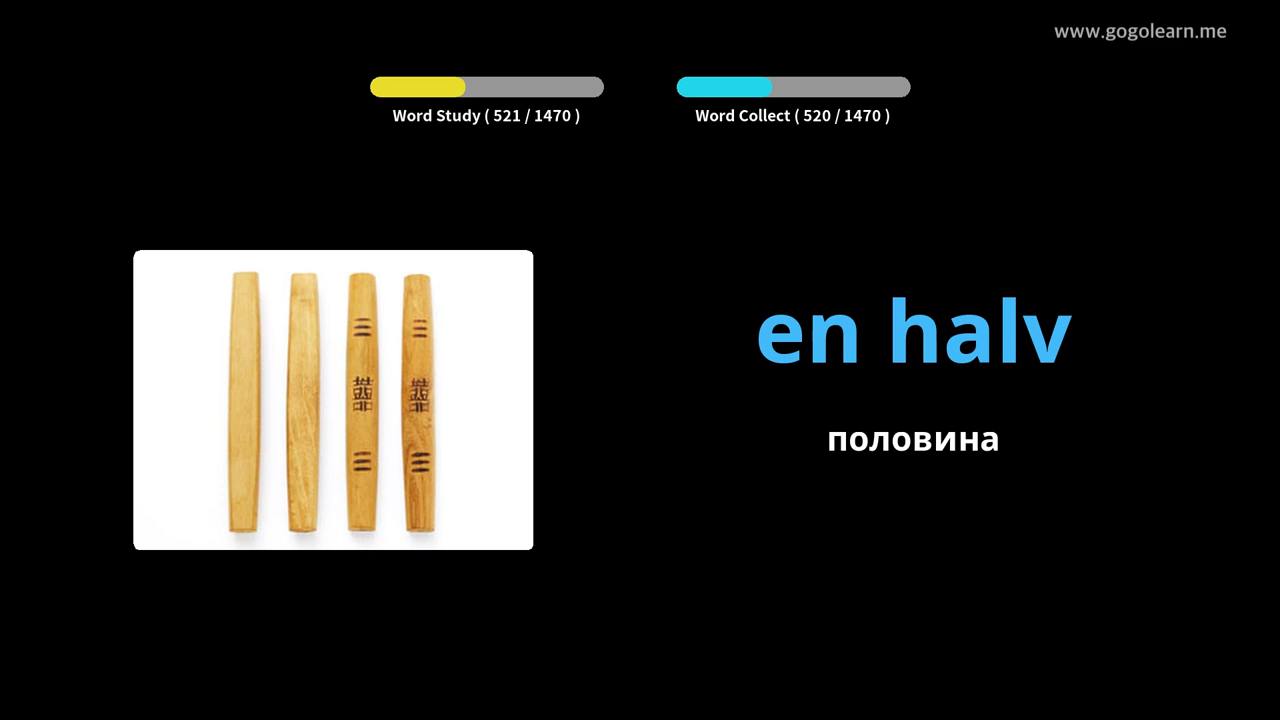 www.gogolearn.me
Word Study ( 521 / 1470 )
Word Collect ( 520 / 1470 )
en halv
половина